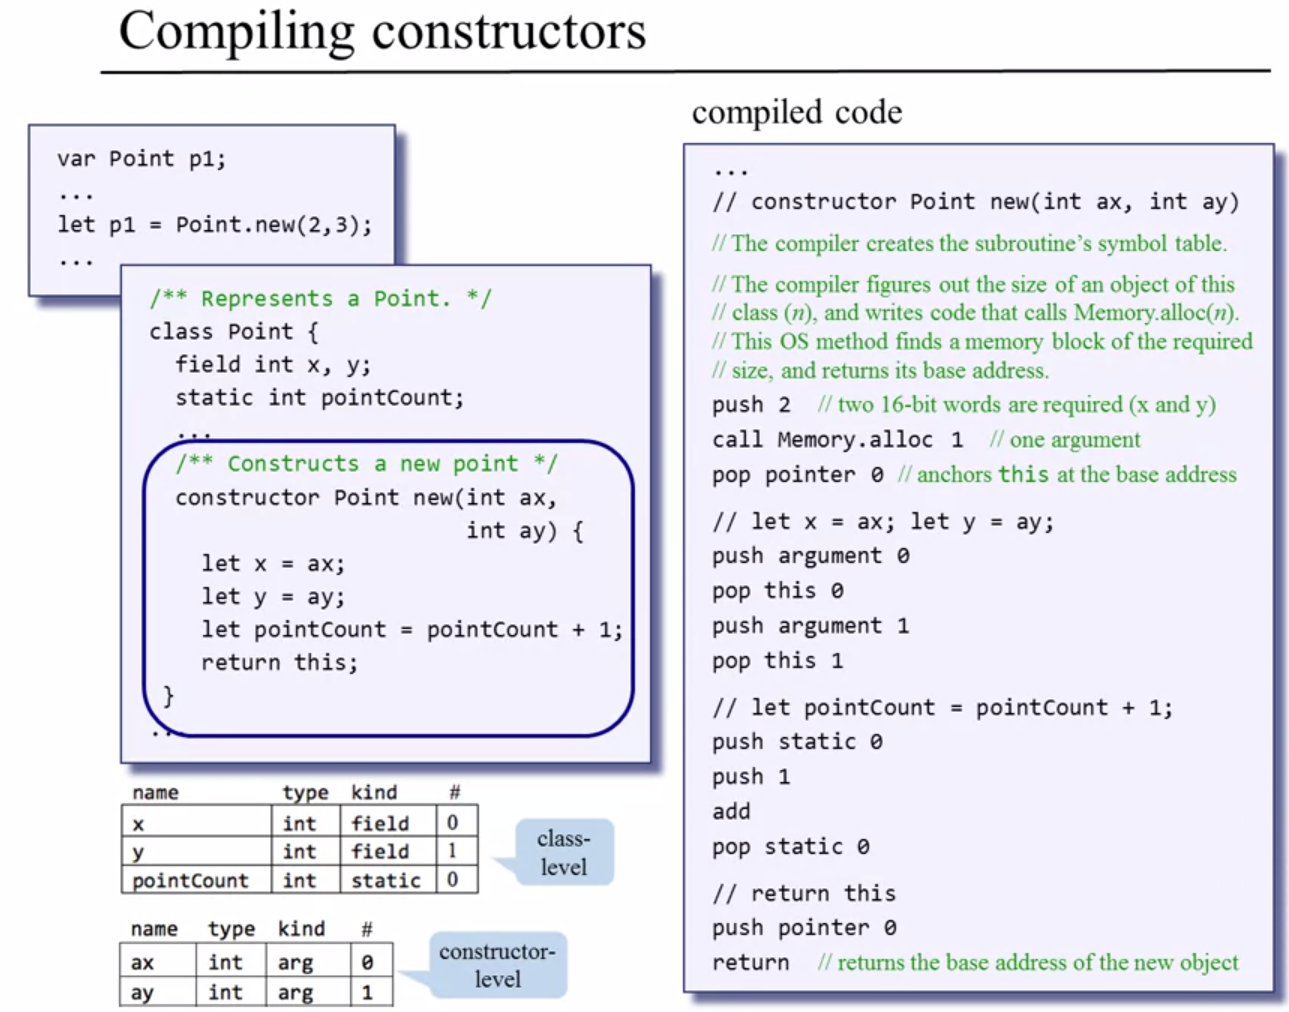 Compiling constructors
var Point p1;
...
let p1 = Point.new(2,3);
...
/** Represents a Point. */
class Point {
field int x, y;
static int pointCount;
...
/** Constructs a new point */
constructor Point new(int ax,
int ay) {
let x = ax;
let y = ay;
let pointCount = pointCount + 1;
return this;
}
...
name type kind #
x int field 0
y int field 1
pointCount int static 0
class-
level
name type kind #
ax int arg 0
ay int arg 1
constructor-
level
compiled code
...
// constructor Point new(int ax, int ay)
// The compiler creates the subroutine's symbol table.
// The compiler figures out the size of an object of this
// class (n), and writes code that calls Memory.alloc(n).
// This OS method finds a memory block of the required
// size, and returns its base address.
push 2 // two 16-bit words are required (x and y)
call Memory.alloc 1 // one argument
pop pointer 0 // anchors this at the base address
// let x = ax; let y = ay;
push argument 0
pop this 0
push argument 1
pop this 1
// let pointCount = pointCount + 1;
push static 0
push 1
add
pop static 0
// return this
push pointer 0
return // returns the base address of the new object